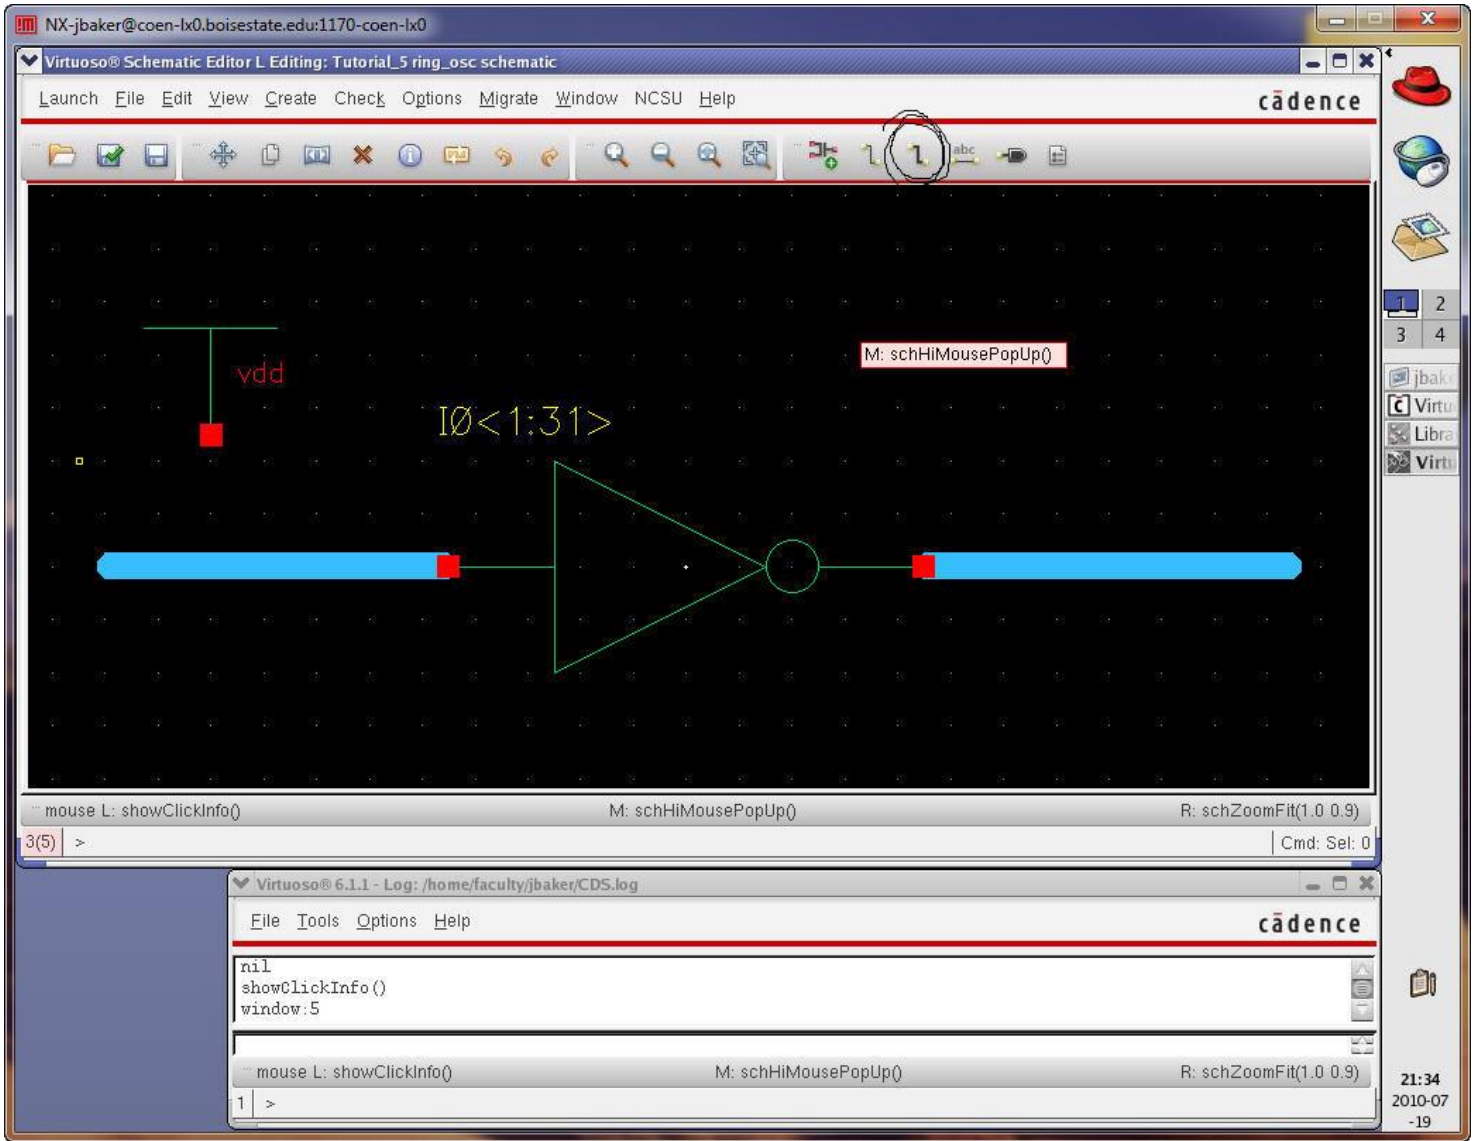 NX-jbaker@coen-lx0.boisestate.edu:1170-coen-lx0
Virtuoso® Schematic Editor L Editing: Tutorial_5 ring_osc schematic
Launch File Edit View Create Check Options Migrate Window NCSU Help
cādence
abc
1 2
3 4
M: schHiMousePopUp()
vdd
jbake
I0<1:31>
Virtu
Libra
Virtu
mouse L: showClickInfo() M: schHiMousePopUp() R: schZoomFit(1.0 0.9)
3(5) > Cmd: Sel: 0
Virtuoso® 6.1.1 - Log: /home/faculty/jbaker/CDS.log
File Tools Options Help
cādence
nil
showClickInfo()
window:5
mouse L: showClickInfo() M: schHiMousePopUp() R: schZoomFit(1.0 0.9)
1 >
21:34
2010-07
-19